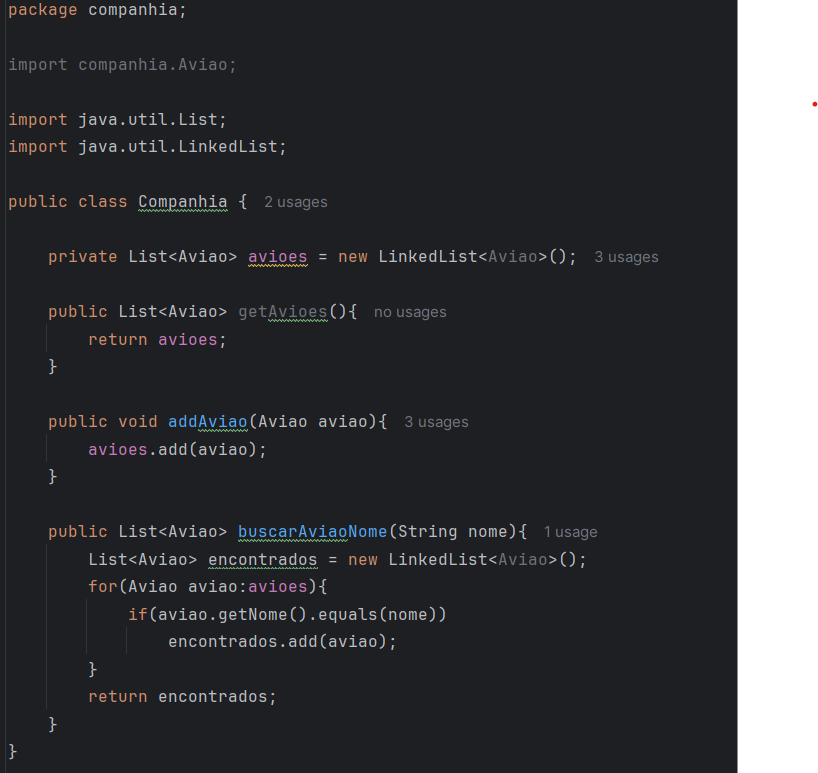 package companhia;
import companhia.Aviao;
import java.util.List;
import java.util.LinkedList;
public class Companhia { 2 usages
private List<Aviao> avioes = new LinkedList<Aviao>(); 3 usages
public List<Aviao> getAvioes(){ no usages
return avioes;
}
public void addAviao(Aviao aviao){ 3 usages
avioes.add(aviao);
}
public List<Aviao> buscarAviaoNome(String nome){ 1 usage
List<Aviao> encontrados = new LinkedList<Aviao>();
for(Aviao aviao:avioes){
if(aviao.getNome().equals(nome))
encontrados.add(aviao);
}
return encontrados;
}
}